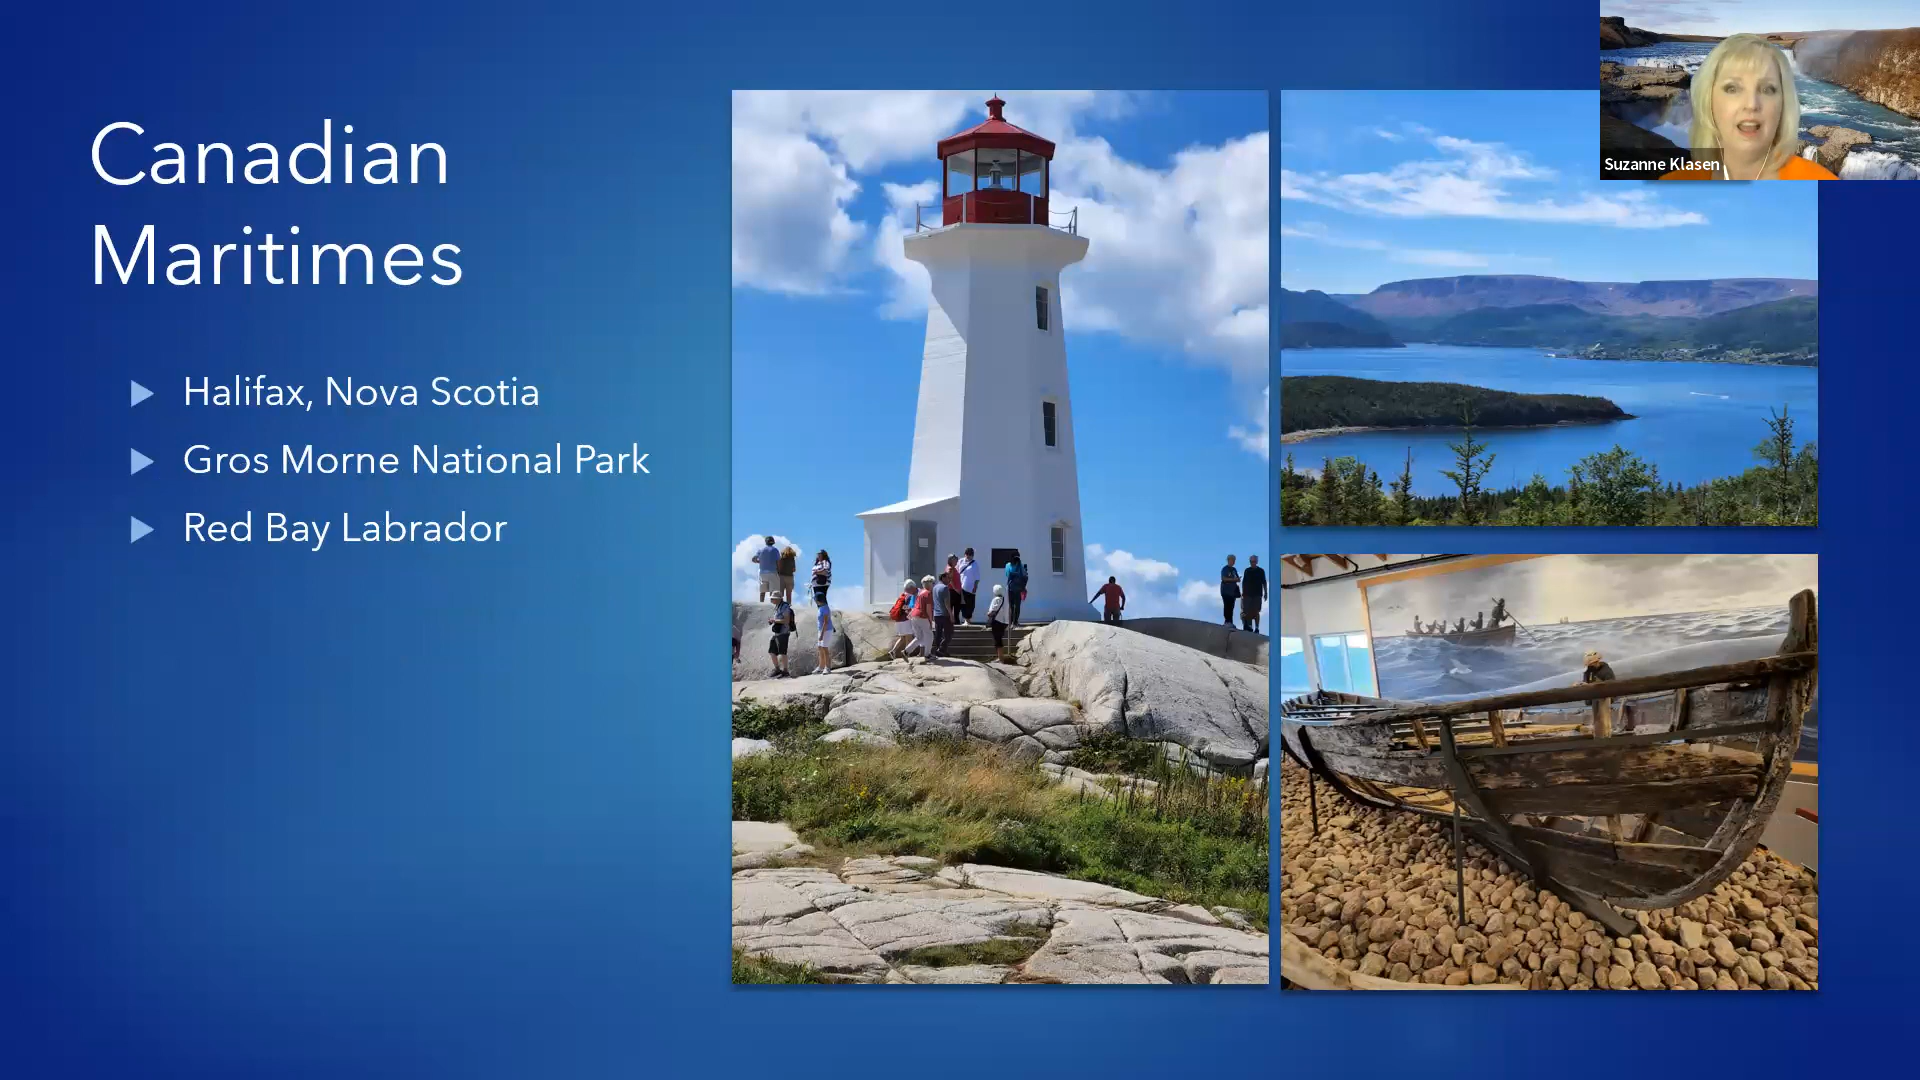 Canadian
Maritimes
Halifax, Nova Scotia
Gros Morne National Park
Red Bay Labrador
Suzanne Klasen